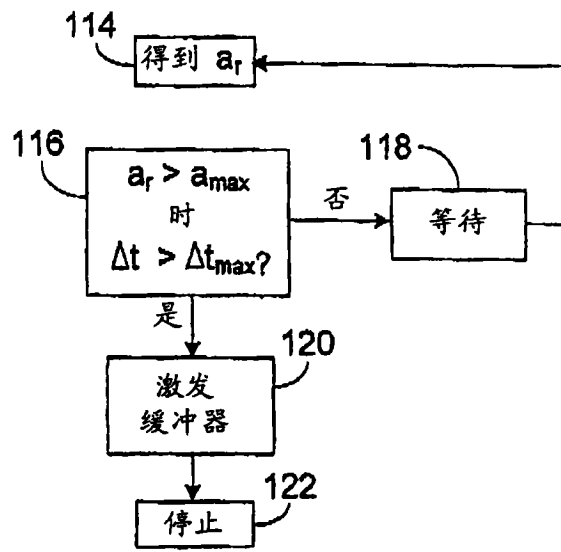 114
得到 aᵣ
116
aᵣ > aₘₐₓ
时
Δt > Δtₘₐₓ?
否
118
等待
是
120
激发
缓冲器
122
停止